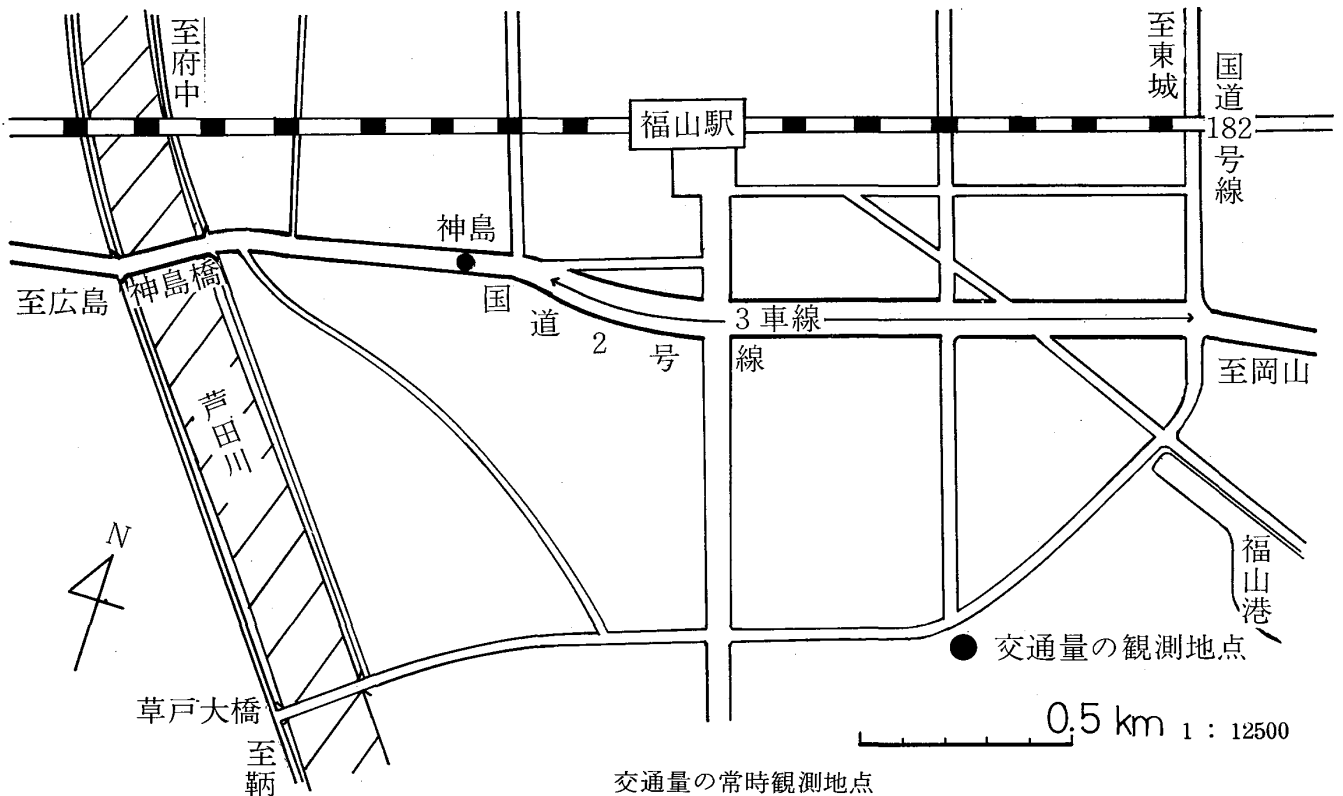 至府中
至東城
国道182号線
福山駅
神島
至広島
神島橋
国道2号線
3車線
至岡山
芦田川
N
福山港
● 交通量の観測地点
草戸大橋
至鞆
0.5 km 1 : 12500
交通量の常時観測地点